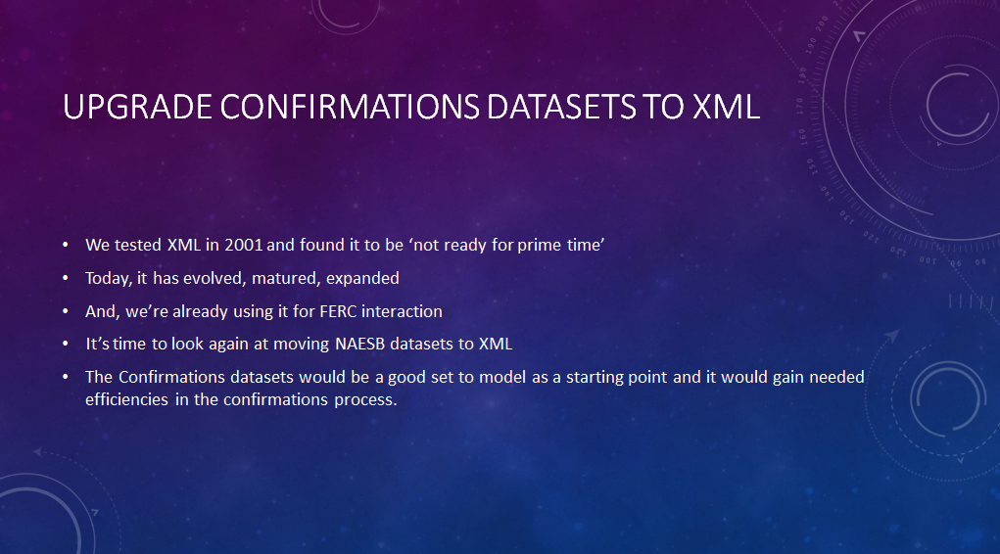 UPGRADE CONFIRMATIONS DATASETS TO XML
• We tested XML in 2001 and found it to be ‘not ready for prime time’
• Today, it has evolved, matured, expanded
• And, we’re already using it for FERC interaction
• It’s time to look again at moving NAESB datasets to XML
• The Confirmations datasets would be a good set to model as a starting point and it would gain needed
efficiencies in the confirmations process.